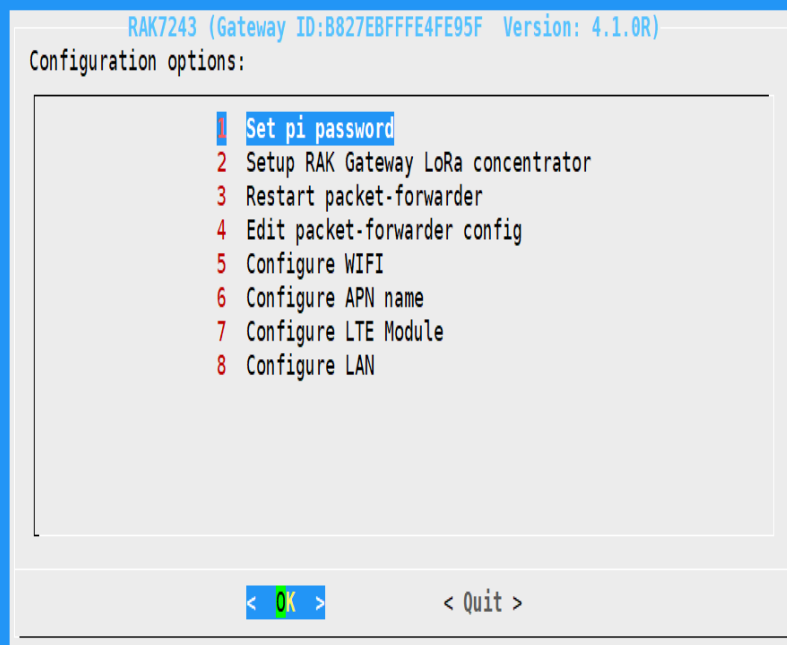 RAK7243 (Gateway ID:B827EBFFFE4FE95F  Version: 4.1.0R)
Configuration options:
1 Set pi password
2 Setup RAK Gateway LoRa concentrator
3 Restart packet-forwarder
4 Edit packet-forwarder config
5 Configure WIFI
6 Configure APN name
7 Configure LTE Module
8 Configure LAN
<  OK  > < Quit >